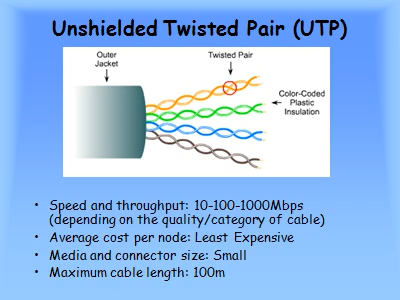 Unshielded Twisted Pair (UTP)
Outer
Jacket
Twisted Pair
Color-Coded
Plastic
Insulation
• Speed and throughput: 10-100-1000Mbps
(depending on the quality/category of cable)
• Average cost per node: Least Expensive
• Media and connector size: Small
• Maximum cable length: 100m